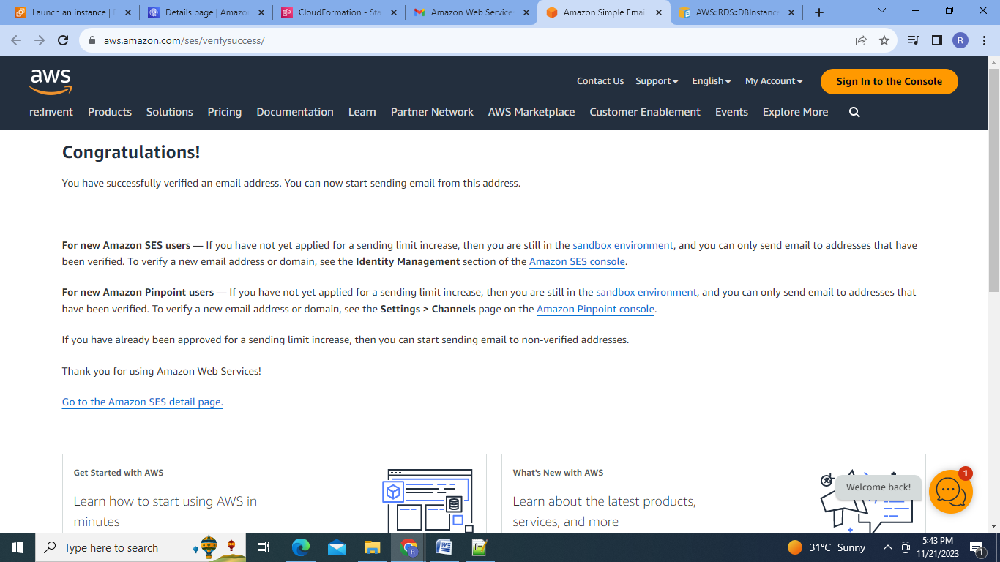 Launch an instance | E
Details page | Amazo
CloudFormation - Sta
Amazon Web Service
Amazon Simple Emai
AWS::RDS::DBInstanc
aws.amazon.com/ses/verifysuccess/
R
aws
Contact Us Support English My Account Sign In to the Console
re:Invent Products Solutions Pricing Documentation Learn Partner Network AWS Marketplace Customer Enablement Events Explore More
Congratulations!
You have successfully verified an email address. You can now start sending email from this address.
For new Amazon SES users — If you have not yet applied for a sending limit increase, then you are still in the sandbox environment, and you can only send email to addresses that have
been verified. To verify a new email address or domain, see the Identity Management section of the Amazon SES console.
For new Amazon Pinpoint users — If you have not yet applied for a sending limit increase, then you are still in the sandbox environment, and you can only send email to addresses that
have been verified. To verify a new email address or domain, see the Settings > Channels page on the Amazon Pinpoint console.
If you have already been approved for a sending limit increase, then you can start sending email to non-verified addresses.
Thank you for using Amazon Web Services!
Go to the Amazon SES detail page.
Get Started with AWS
Learn how to start using AWS in
minutes
What's New with AWS
Learn about the latest products,
services, and more
Welcome back!
1
Type here to search
R
31°C Sunny
5:43 PM
11/21/2023
1